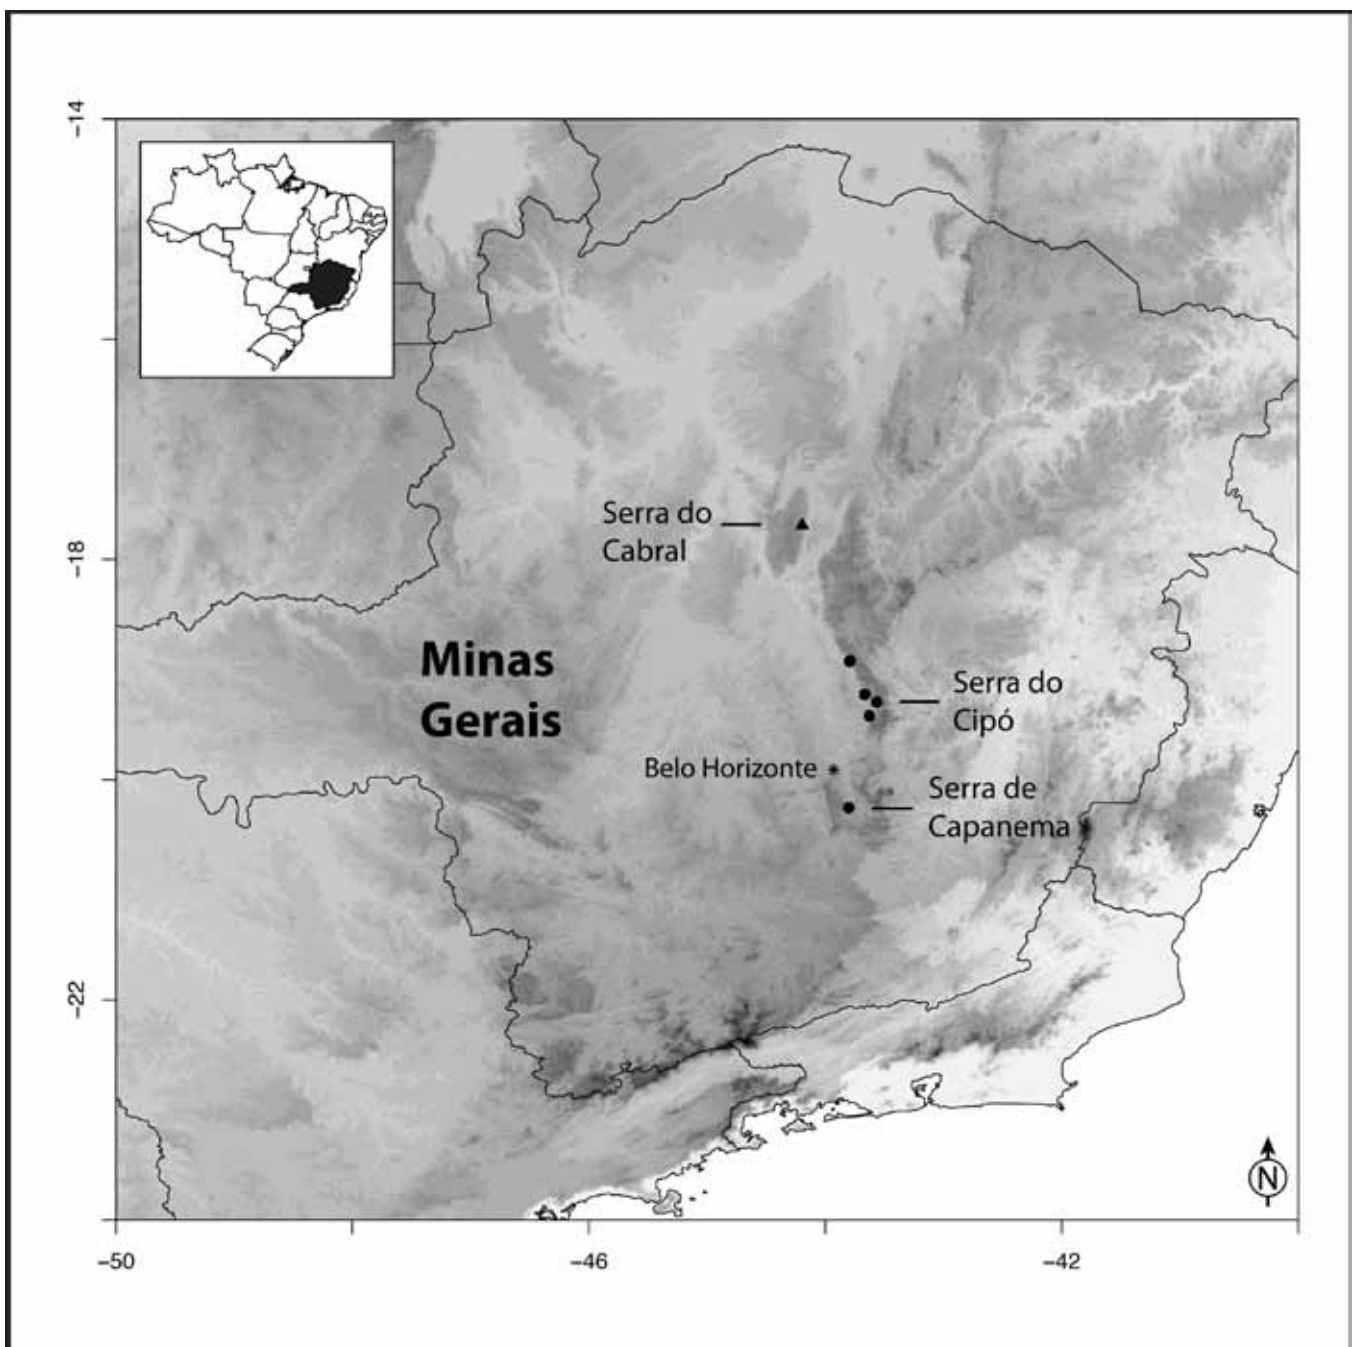 −14
Serra do
Cabral
−18
Minas
Gerais
Serra do
Cipó
Belo Horizonte
Serra de
Capanema
−22
N
−50
−46
−42